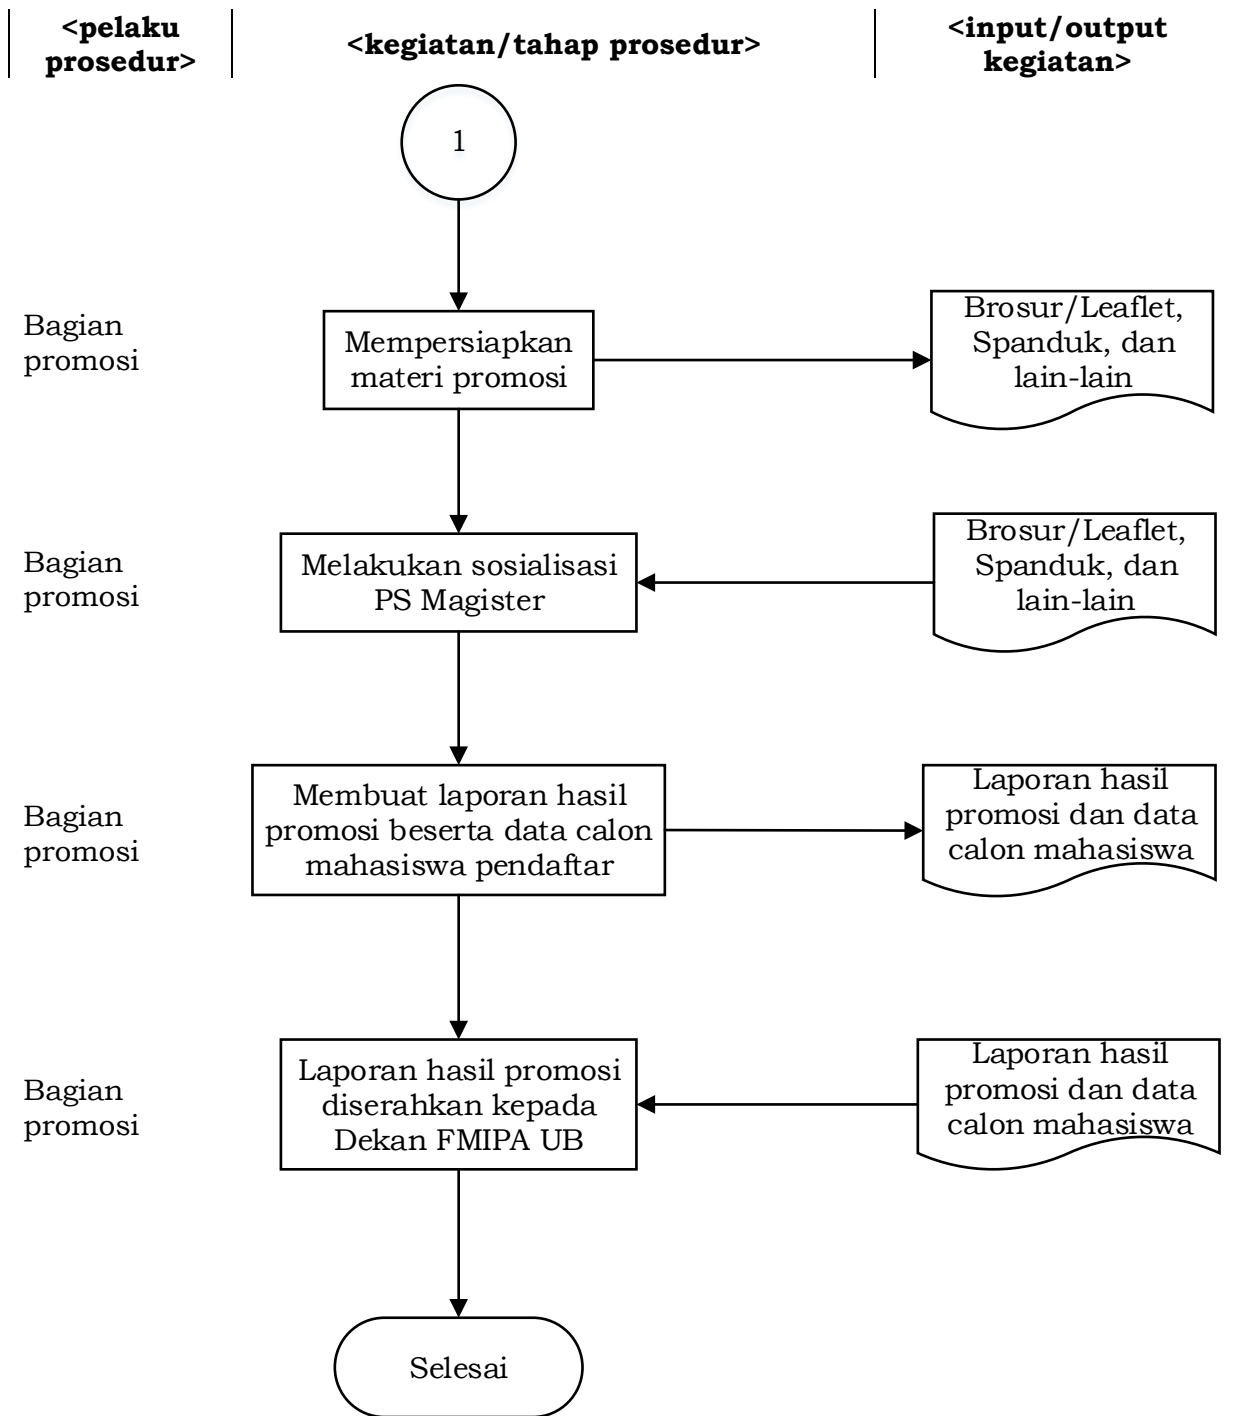 <pelaku
prosedur>
<kegiatan/tahap prosedur>
<input/output
kegiatan>
1
Bagian
promosi
Mempersiapkan
materi promosi
Brosur/Leaflet,
Spanduk, dan
lain-lain
Bagian
promosi
Melakukan sosialisasi
PS Magister
Brosur/Leaflet,
Spanduk, dan
lain-lain
Bagian
promosi
Membuat laporan hasil
promosi beserta data calon
mahasiswa pendaftar
Laporan hasil
promosi dan data
calon mahasiswa
Bagian
promosi
Laporan hasil promosi
diserahkan kepada
Dekan FMIPA UB
Laporan hasil
promosi dan data
calon mahasiswa
Selesai